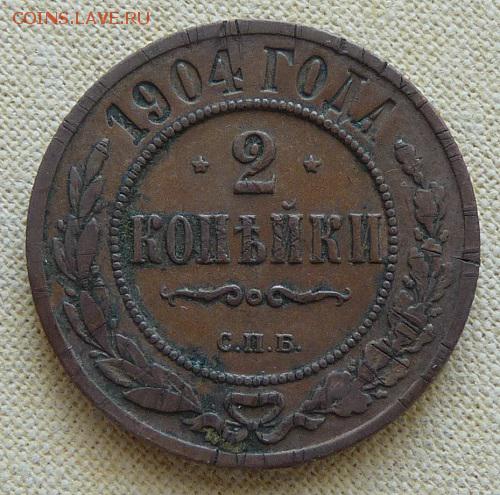 COINS.LAVE.RU
1904 ГОДА
2
КОПѢЙКИ
С.П.Б.